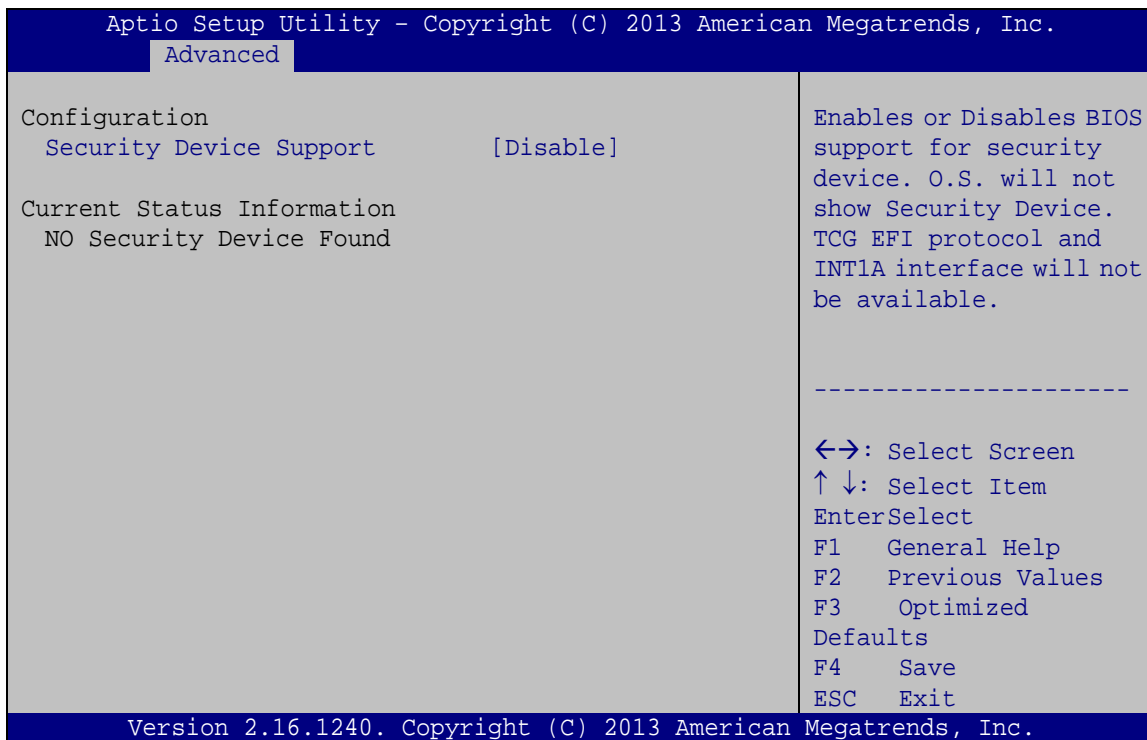 Aptio Setup Utility – Copyright (C) 2013 American Megatrends, Inc.
Advanced
Configuration
Security Device Support [Disable]
Current Status Information
NO Security Device Found
Enables or Disables BIOS
support for security
device. O.S. will not
show Security Device.
TCG EFI protocol and
INT1A interface will not
be available.
----------------------
←→: Select Screen
↑ ↓: Select Item
EnterSelect
F1 General Help
F2 Previous Values
F3 Optimized
Defaults
F4 Save
ESC Exit
Version 2.16.1240. Copyright (C) 2013 American Megatrends, Inc.